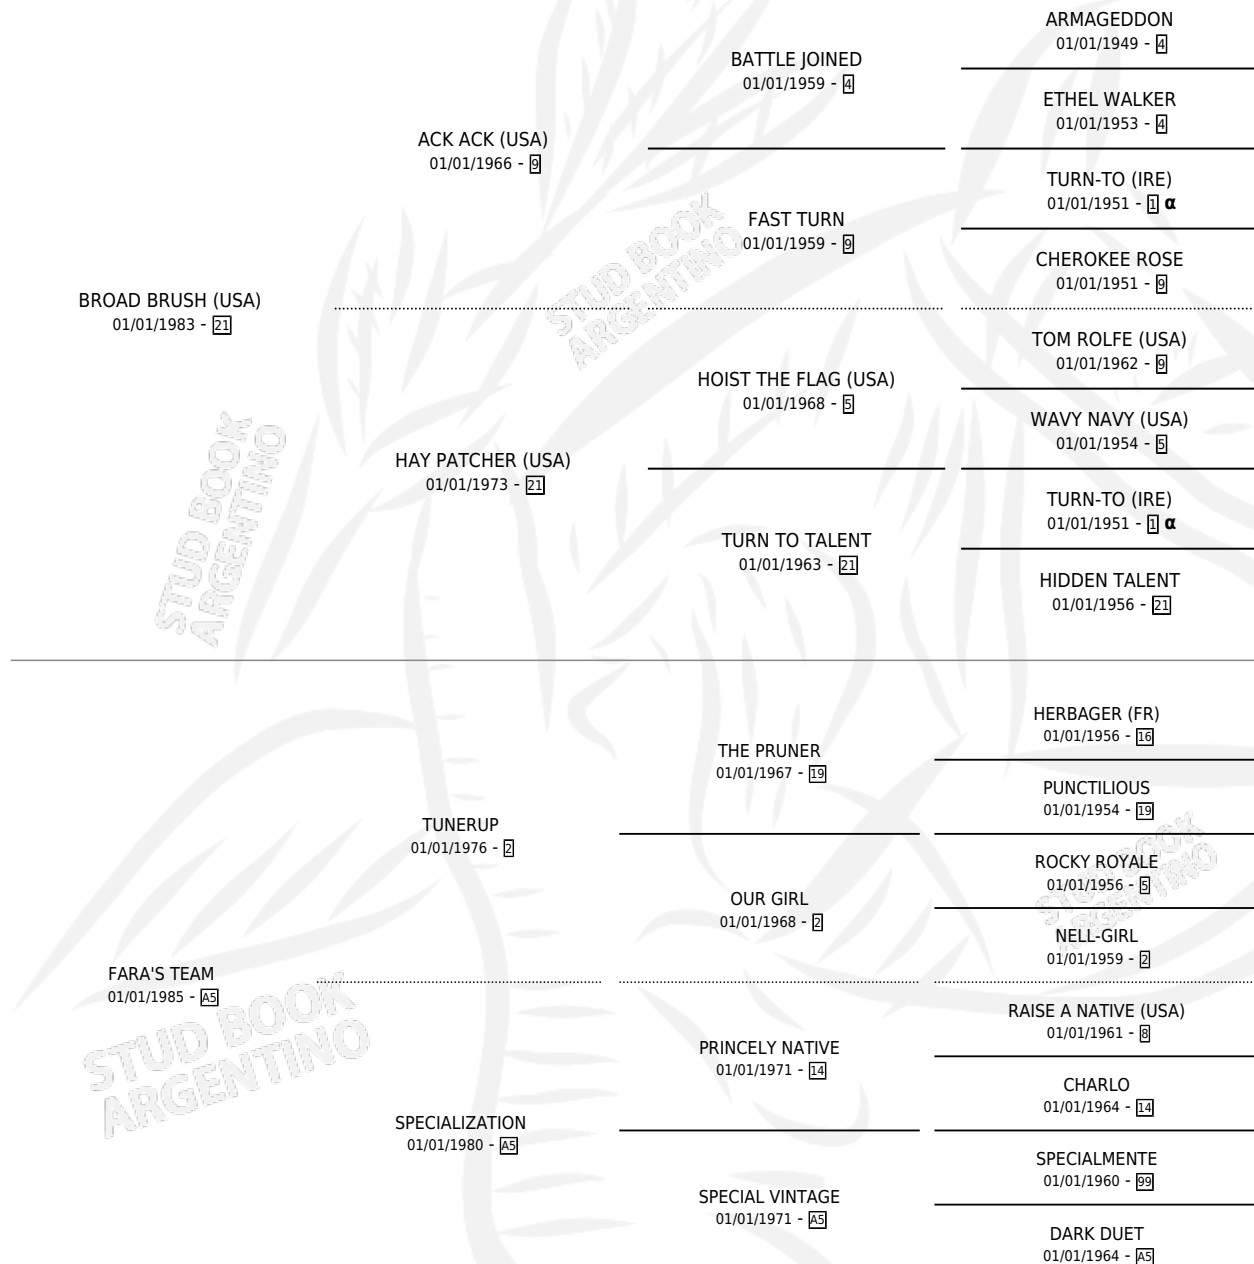 ARMAGEDDON
01/01/1949 - 4
BATTLE JOINED
01/01/1959 - 4
ETHEL WALKER
01/01/1953 - 4
ACK ACK (USA)
01/01/1966 - 9
TURN-TO (IRE)
01/01/1951 - 1 α
FAST TURN
01/01/1959 - 9
CHEROKEE ROSE
01/01/1951 - 9
BROAD BRUSH (USA)
01/01/1983 - 21
TOM ROLFE (USA)
01/01/1962 - 9
HOIST THE FLAG (USA)
01/01/1968 - 5
WAVY NAVY (USA)
01/01/1954 - 5
HAY PATCHER (USA)
01/01/1973 - 21
TURN-TO (IRE)
01/01/1951 - 1 α
TURN TO TALENT
01/01/1963 - 21
HIDDEN TALENT
01/01/1956 - 21
HERBAGER (FR)
01/01/1956 - 16
THE PRUNER
01/01/1967 - 19
PUNCTILIOUS
01/01/1954 - 19
TUNERUP
01/01/1976 - 2
ROCKY ROYALE
01/01/1956 - 5
OUR GIRL
01/01/1968 - 2
NELL-GIRL
01/01/1959 - 2
FARA'S TEAM
01/01/1985 - A5
RAISE A NATIVE (USA)
01/01/1961 - 8
PRINCELY NATIVE
01/01/1971 - 14
CHARLO
01/01/1964 - 14
SPECIALIZATION
01/01/1980 - A5
SPECIALMENTE
01/01/1960 - 99
SPECIAL VINTAGE
01/01/1971 - A5
DARK DUET
01/01/1964 - A5
STUD BOOK
ARGENTINO
STUD BOOK
ARGENTINO
STUD BOOK
ARGENTINO
STUD BOOK
ARGENTINO